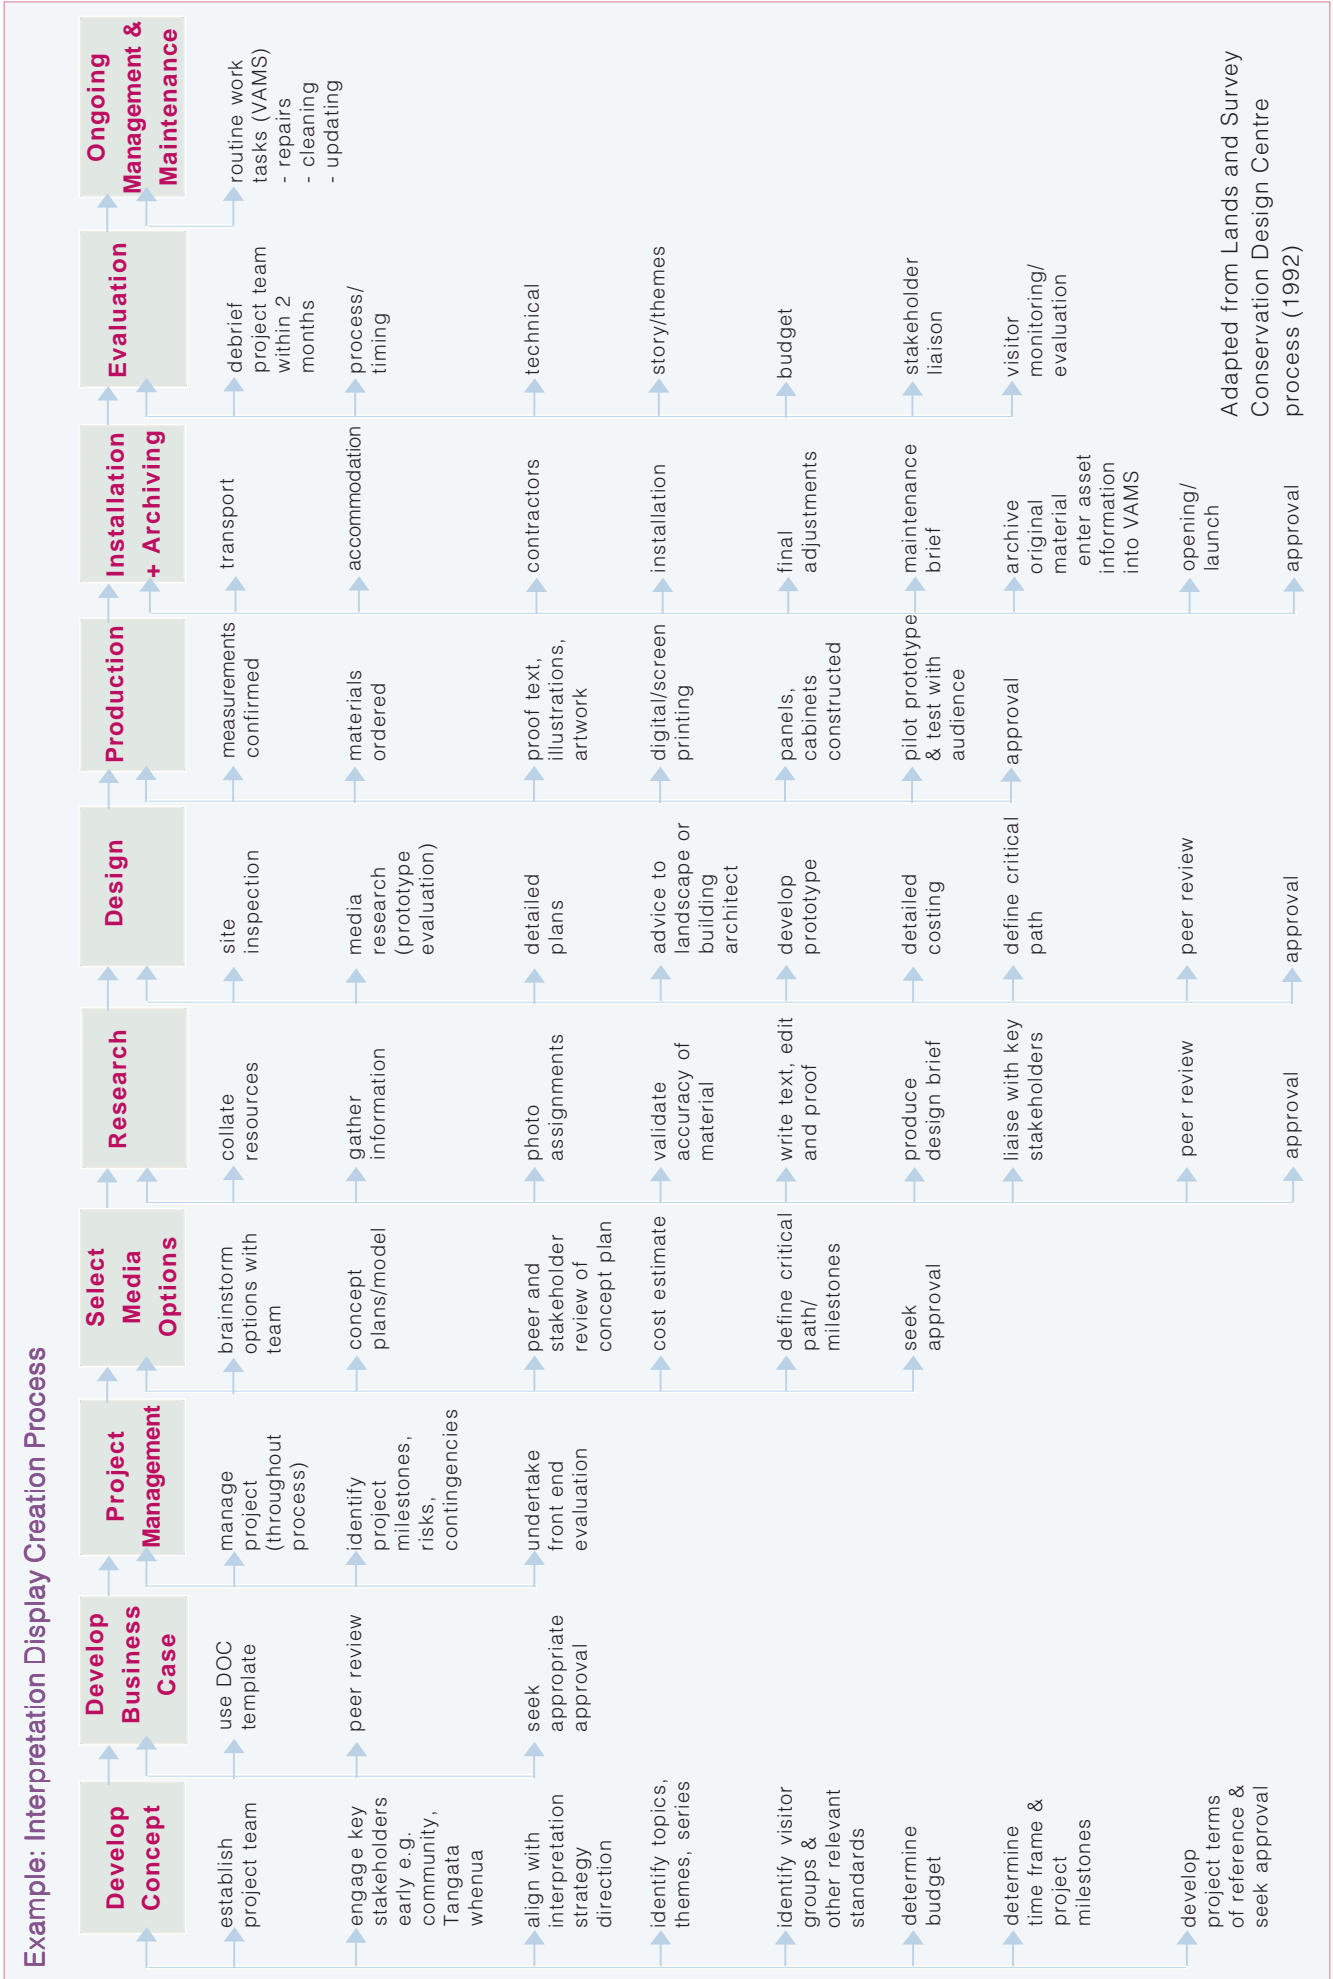 Example: Interpretation Display Creation Process
Develop
Concept
establish
project team
engage key
stakeholders
early e.g.
community,
Tangata
whenua
align with
interpretation
strategy
direction
identify topics,
themes, series
identify visitor
groups &
other relevant
standards
determine
budget
determine
time frame &
project
milestones
develop
project terms
of reference &
seek approval
Develop
Business
Case
use DOC
template
peer review
seek
appropriate
approval
Project
Management
manage
project
(throughout
process)
identify
project
milestones,
risks,
contingencies
undertake
front end
evaluation
Select
Media
Options
brainstorm
options with
team
concept
plans/model
peer and
stakeholder
review of
concept plan
cost estimate
define critical
path/
milestones
seek
approval
Research
collate
resources
gather
information
photo
assignments
validate
accuracy of
material
write text, edit
and proof
produce
design brief
liaise with key
stakeholders
peer review
approval
Design
site
inspection
media
research
(prototype
evaluation)
detailed
plans
advice to
landscape or
building
architect
develop
prototype
detailed
costing
define critical
path
peer review
approval
Production
measurements
confirmed
materials
ordered
proof text,
illustrations,
artwork
digital/screen
printing
panels,
cabinets
constructed
pilot prototype
& test with
audience
approval
Installation
+ Archiving
transport
accommodation
contractors
installation
final
adjustments
maintenance
brief
archive
original
material
enter asset
information
into VAMS
opening/
launch
approval
Evaluation
debrief
project team
within 2
months
process/
timing
technical
story/themes
budget
stakeholder
liaison
visitor
monitoring/
evaluation
Ongoing
Management &
Maintenance
routine work
tasks (VAMS)
- repairs
- cleaning
- updating
Adapted from Lands and Survey
Conservation Design Centre
process (1992)